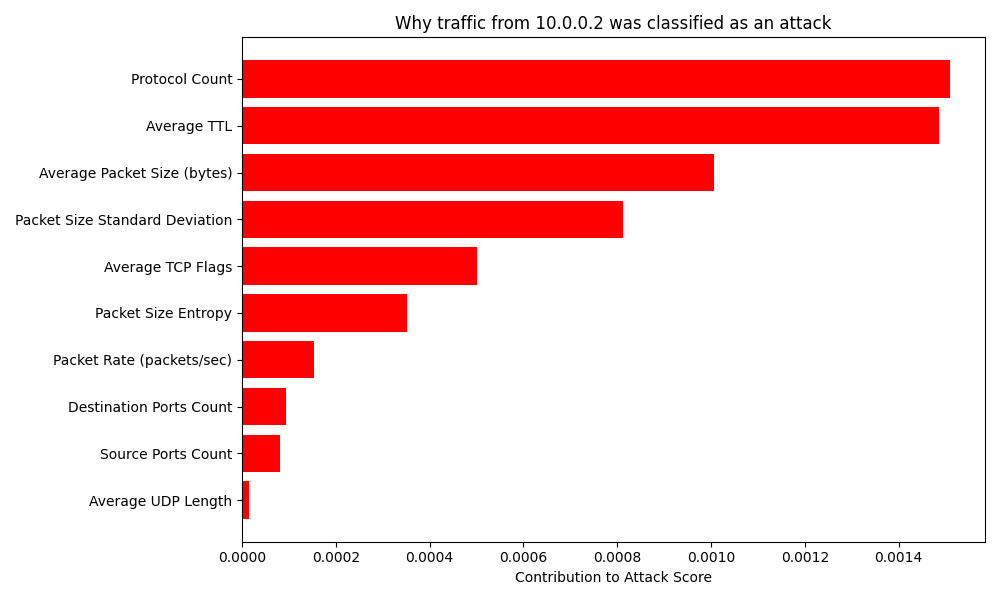 Why traffic from 10.0.0.2 was classified as an attack
Protocol Count
Average TTL
Average Packet Size (bytes)
Packet Size Standard Deviation
Average TCP Flags
Packet Size Entropy
Packet Rate (packets/sec)
Destination Ports Count
Source Ports Count
Average UDP Length
0.0000 0.0002 0.0004 0.0006 0.0008 0.0010 0.0012 0.0014
Contribution to Attack Score